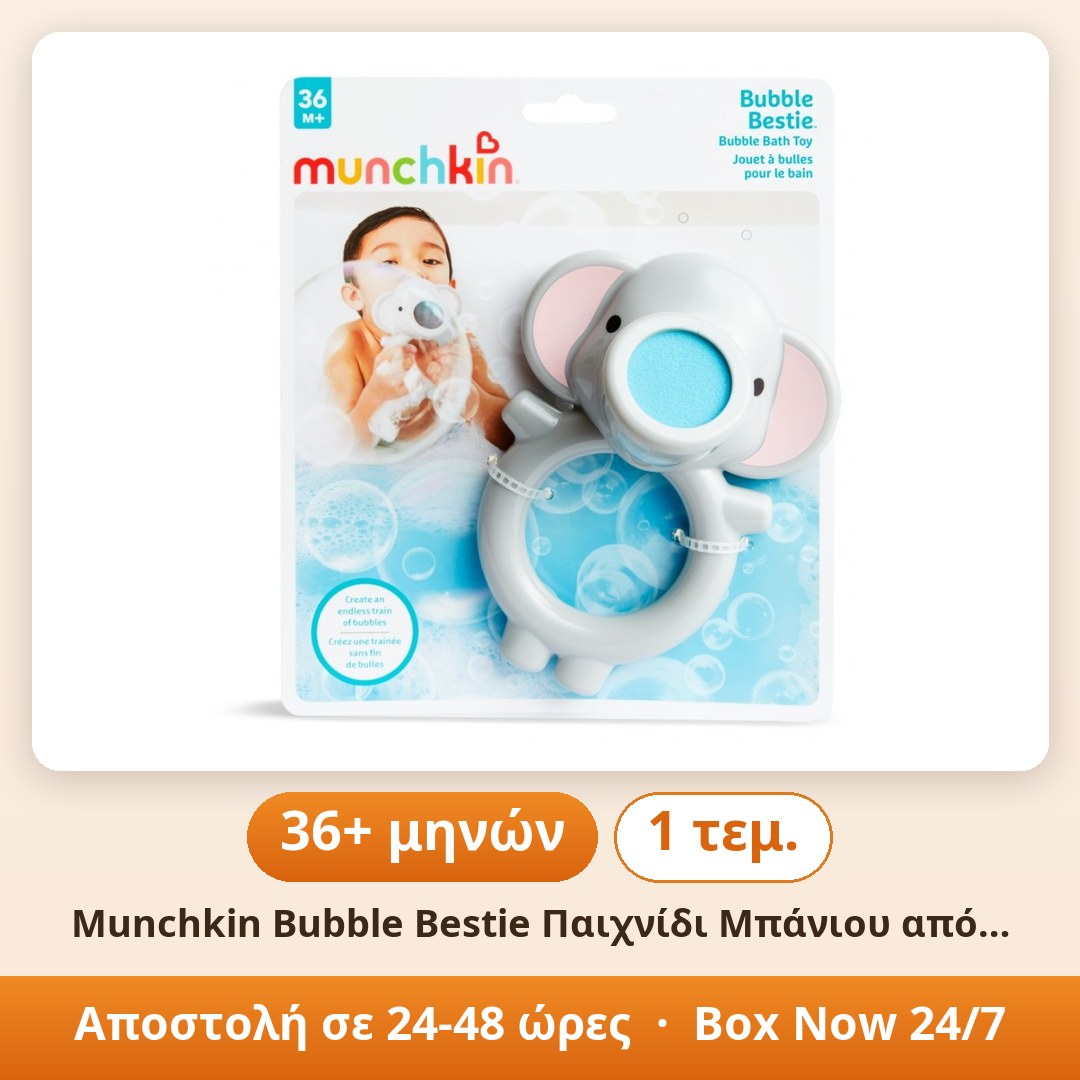 36
M+
munchkin
Bubble
Bestie™
Bubble Bath Toy
Jouet à bulles
pour le bain
Create an
endless train
of bubbles
Créez une traînée
sans fin
de bulles
36+ μηνών
1 τεμ.
Munchkin Bubble Bestie Παιχνίδι Μπάνιου από...
Αποστολή σε 24-48 ώρες · Box Now 24/7